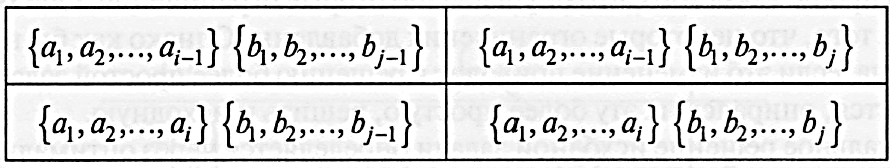 {a₁, a₂,..., aᵢ₋₁} {b₁, b₂,..., bⱼ₋₁} {a₁, a₂,..., aᵢ₋₁} {b₁, b₂,..., bⱼ}
{a₁, a₂,..., aᵢ} {b₁, b₂,..., bⱼ₋₁} {a₁, a₂,..., aᵢ} {b₁, b₂,..., bⱼ}